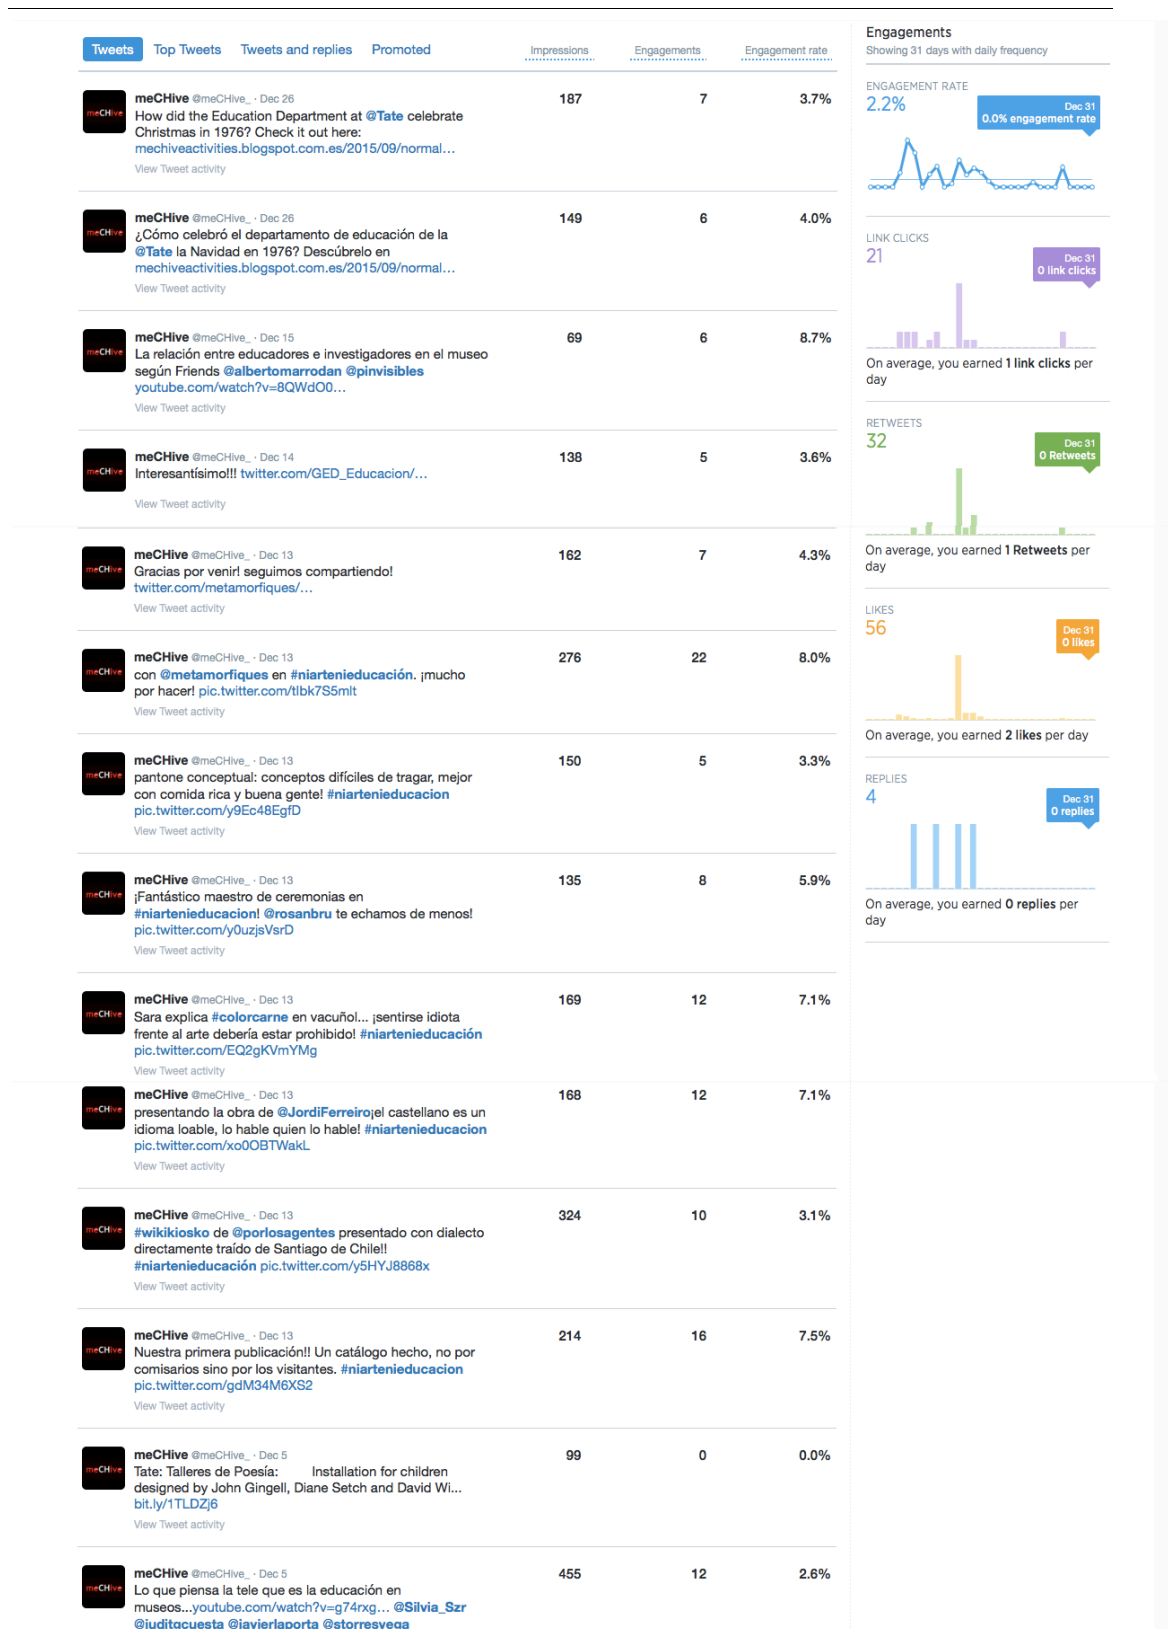 Tweets Top Tweets Tweets and replies Promoted Impressions Engagements Engagement rate
meCHive
meCHive @meCHive_ · Dec 26 187 7 3.7%
How did the Education Department at @Tate celebrate
Christmas in 1976? Check it out here:
mechiveactivities.blogspot.com.es/2015/09/normal…
View Tweet activity
meCHive
meCHive @meCHive_ · Dec 26 149 6 4.0%
¿Cómo celebró el departamento de educación de la
@Tate la Navidad en 1976? Descúbrelo en
mechiveactivities.blogspot.com.es/2015/09/normal…
View Tweet activity
meCHive
meCHive @meCHive_ · Dec 15 69 6 8.7%
La relación entre educadores e investigadores en el museo
según Friends @albertomarrodan @pinvisibles
youtube.com/watch?v=8QWdO0…
View Tweet activity
meCHive
meCHive @meCHive_ · Dec 14 138 5 3.6%
Interesantísimo!!! twitter.com/GED_Educacion/…
View Tweet activity
meCHive
meCHive @meCHive_ · Dec 13 162 7 4.3%
Gracias por venir! seguimos compartiendo!
twitter.com/metamorfiques/…
View Tweet activity
meCHive
meCHive @meCHive_ · Dec 13 276 22 8.0%
con @metamorfiques en #niartenieducación. ¡mucho
por hacer! pic.twitter.com/tlbk7S5mlt
View Tweet activity
meCHive
meCHive @meCHive_ · Dec 13 150 5 3.3%
pantone conceptual: conceptos difíciles de tragar, mejor
con comida rica y buena gente! #niartenieducacion
pic.twitter.com/y9Ec48EgfD
View Tweet activity
meCHive
meCHive @meCHive_ · Dec 13 135 8 5.9%
¡Fantástico maestro de ceremonias en
#niartenieducacion! @rosanbru te echamos de menos!
pic.twitter.com/y0uzjsVsrD
View Tweet activity
meCHive
meCHive @meCHive_ · Dec 13 169 12 7.1%
Sara explica #colorcarne en vacuñol... ¡sentirse idiota
frente al arte debería estar prohibido! #niartenieducación
pic.twitter.com/EQ2gKVmYMg
View Tweet activity
meCHive
meCHive @meCHive_ · Dec 13 168 12 7.1%
presentando la obra de @JordiFerreiro¡el castellano es un
idioma loable, lo hable quien lo hable! #niartenieducacion
pic.twitter.com/xo0OBTWakL
View Tweet activity
meCHive
meCHive @meCHive_ · Dec 13 324 10 3.1%
#wikikiosko de @porlosagentes presentado con dialecto
directamente traído de Santiago de Chile!!
#niartenieducación pic.twitter.com/y5HYJ8868x
View Tweet activity
meCHive
meCHive @meCHive_ · Dec 13 214 16 7.5%
Nuestra primera publicación!! Un catálogo hecho, no por
comisarios sino por los visitantes. #niartenieducacion
pic.twitter.com/gdM34M6XS2
View Tweet activity
meCHive
meCHive @meCHive_ · Dec 5 99 0 0.0%
Tate: Talleres de Poesía: Installation for children
designed by John Gingell, Diane Setch and David Wi...
bit.ly/1TLDZj6
View Tweet activity
meCHive
meCHive @meCHive_ · Dec 5 455 12 2.6%
Lo que piensa la tele que es la educación en
museos...youtube.com/watch?v=g74rxg… @Silvia_Szr
@juditgcuesta @javierlaporta @storresvega
Engagements
Showing 31 days with daily frequency
ENGAGEMENT RATE
2.2%
Dec 31
0.0% engagement rate
LINK CLICKS
21
Dec 31
0 link clicks
On average, you earned 1 link clicks per
day
RETWEETS
32
Dec 31
0 Retweets
On average, you earned 1 Retweets per
day
LIKES
56
Dec 31
0 likes
On average, you earned 2 likes per day
REPLIES
4
Dec 31
0 replies
On average, you earned 0 replies per
day